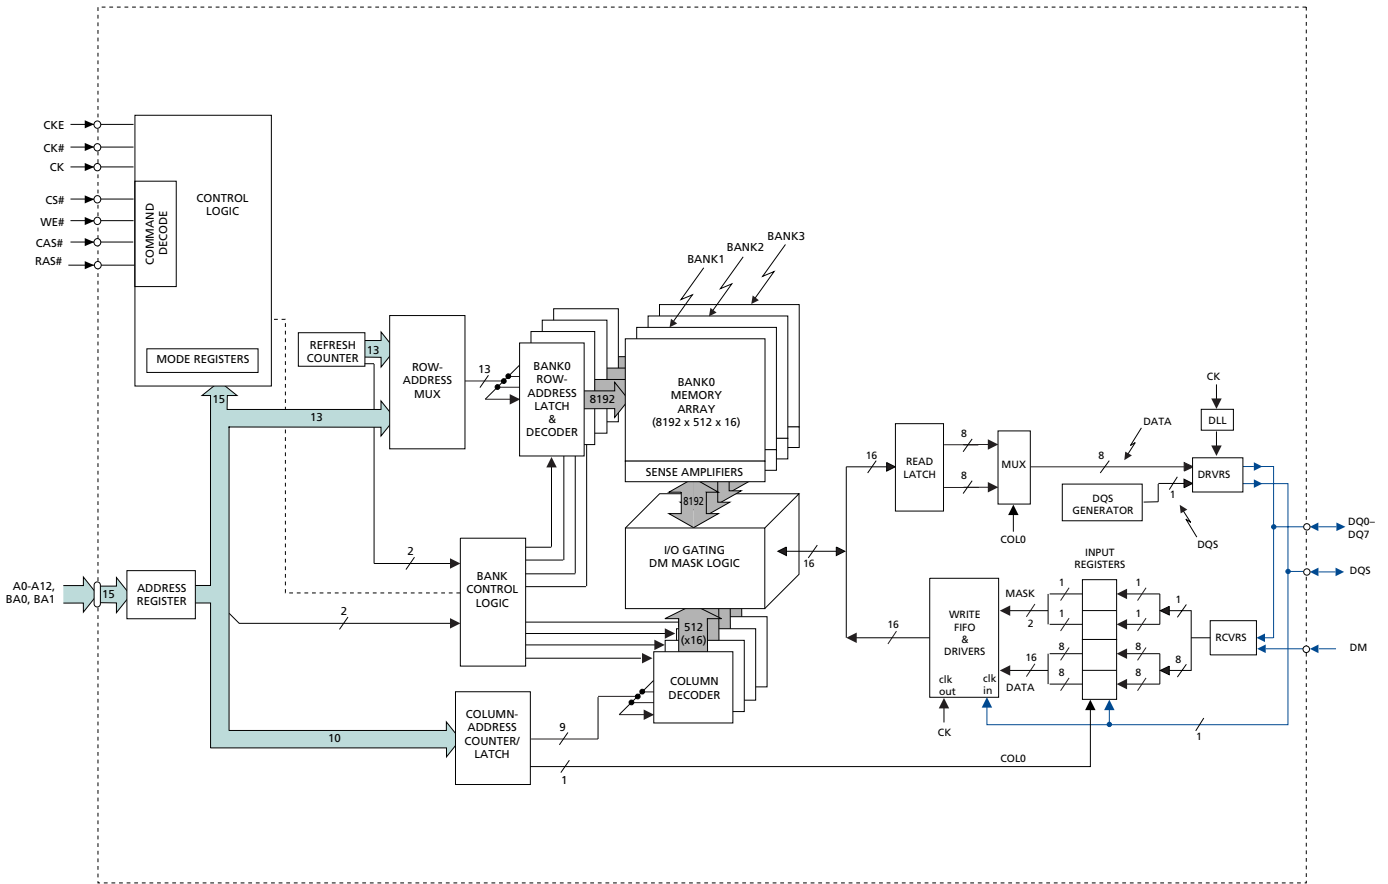 CKE
CK#
CK
CS#
WE#
CAS#
RAS#
COMMAND
DECODE
CONTROL
LOGIC
MODE REGISTERS
15
REFRESH
COUNTER
13
13
ROW-
ADDRESS
MUX
13
BANK0
ROW-
ADDRESS
LATCH
&
DECODER
8192
BANK1
BANK2
BANK3
BANK0
MEMORY
ARRAY
(8192 x 512 x 16)
SENSE AMPLIFIERS
8192
I/O GATING
DM MASK LOGIC
16
2
BANK
CONTROL
LOGIC
2
A0-A12,
BA0, BA1
15
ADDRESS
REGISTER
512
(x16)
COLUMN
DECODER
10
COLUMN-
ADDRESS
COUNTER/
LATCH
9
1
COL0
16
READ
LATCH
8
8
MUX
COL0
8
DATA
CK
DLL
DRVRS
DQS
GENERATOR
1
DQS
DQ0–
DQ7
DQS
DM
INPUT
REGISTERS
16
WRITE
FIFO
&
DRIVERS
clk
out
clk
in
CK
MASK
2
16
DATA
1
1
8
8
1
1
8
8
1
8
RCVRS
1